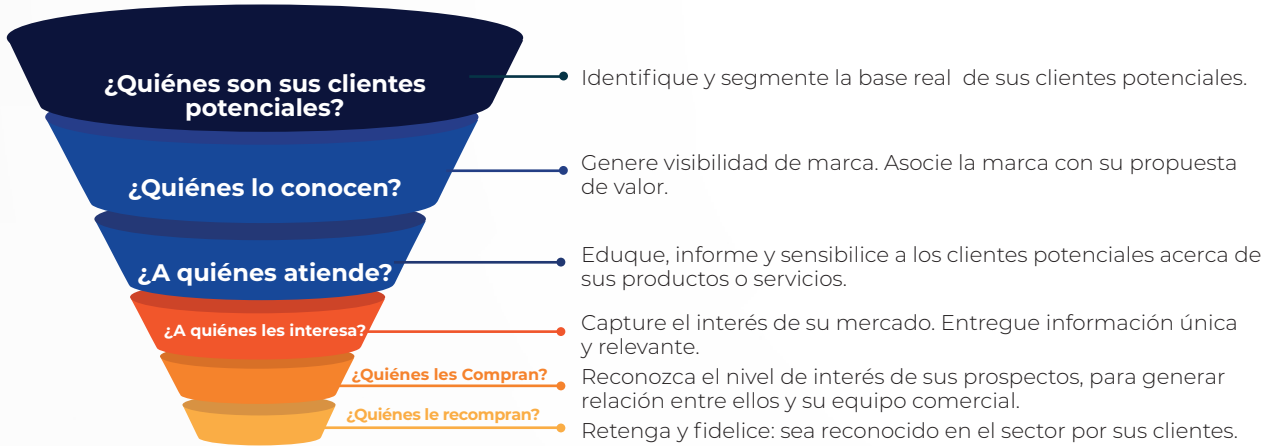 ¿Quiénes son sus clientes
potenciales?
Identifique y segmente la base real de sus clientes potenciales.
¿Quiénes lo conocen?
Genere visibilidad de marca. Asocie la marca con su propuesta
de valor.
¿A quiénes atiende?
Eduque, informe y sensibilice a los clientes potenciales acerca de
sus productos o servicios.
¿A quiénes les interesa?
Capture el interés de su mercado. Entregue información única
y relevante.
¿Quiénes les Compran?
Reconozca el nivel de interés de sus prospectos, para generar
relación entre ellos y su equipo comercial.
¿Quiénes le recompran?
Retenga y fidelice: sea reconocido en el sector por sus clientes.